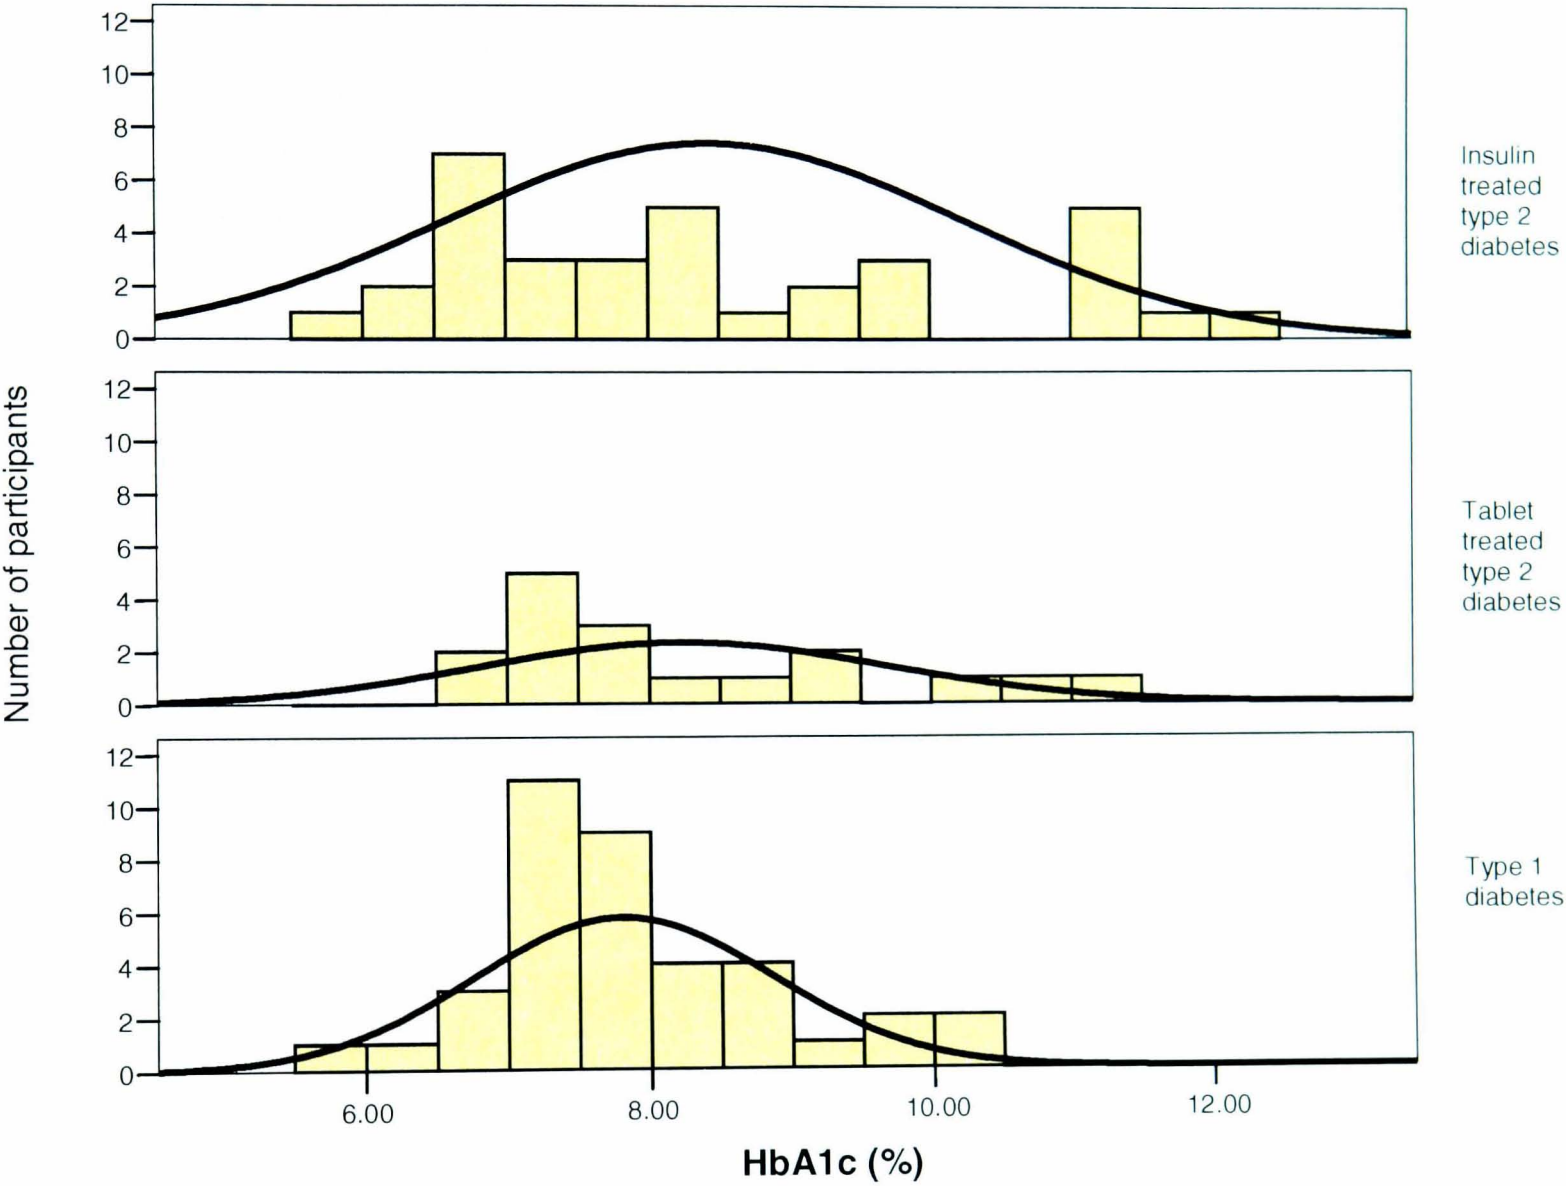 12
10
8
6
4
2
0
Insulin
treated
type 2
diabetes
12
10
8
6
4
2
0
Tablet
treated
type 2
diabetes
12
10
8
6
4
2
0
Type 1
diabetes
Number of participants
6.00
8.00
10.00
12.00
HbA1c (%)